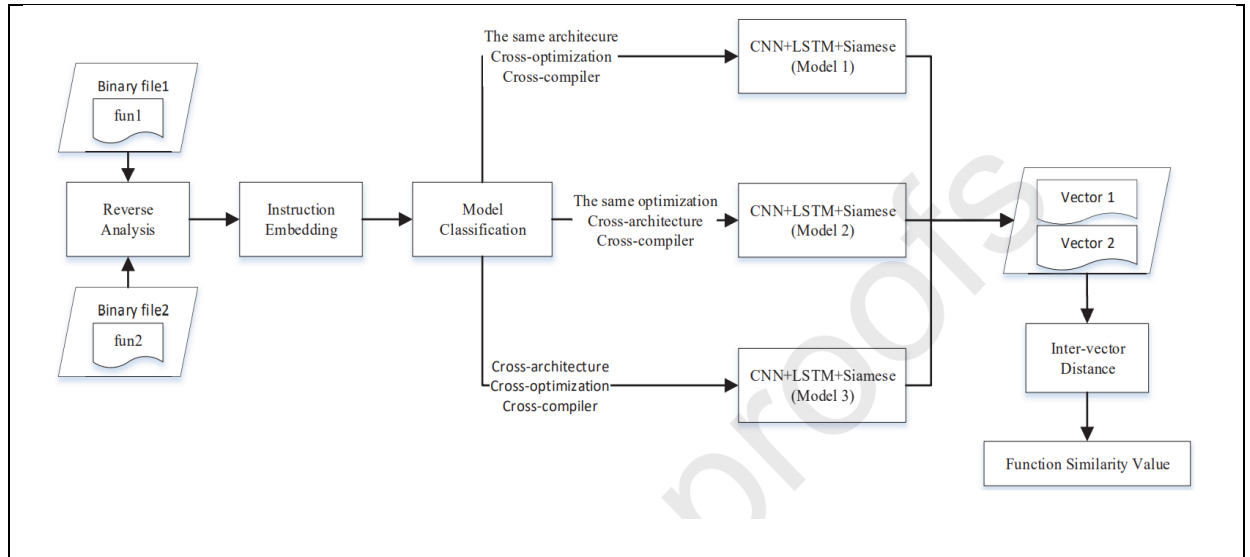 Binary file1
fun1
Reverse
Analysis
Binary file2
fun2
Instruction
Embedding
Model
Classification
The same architecure
Cross-optimization
Cross-compiler
The same optimization
Cross-architecture
Cross-compiler
Cross-architecture
Cross-optimization
Cross-compiler
CNN+LSTM+Siamese
(Model 1)
CNN+LSTM+Siamese
(Model 2)
CNN+LSTM+Siamese
(Model 3)
Vector 1
Vector 2
Inter-vector
Distance
Function Similarity Value
proofs